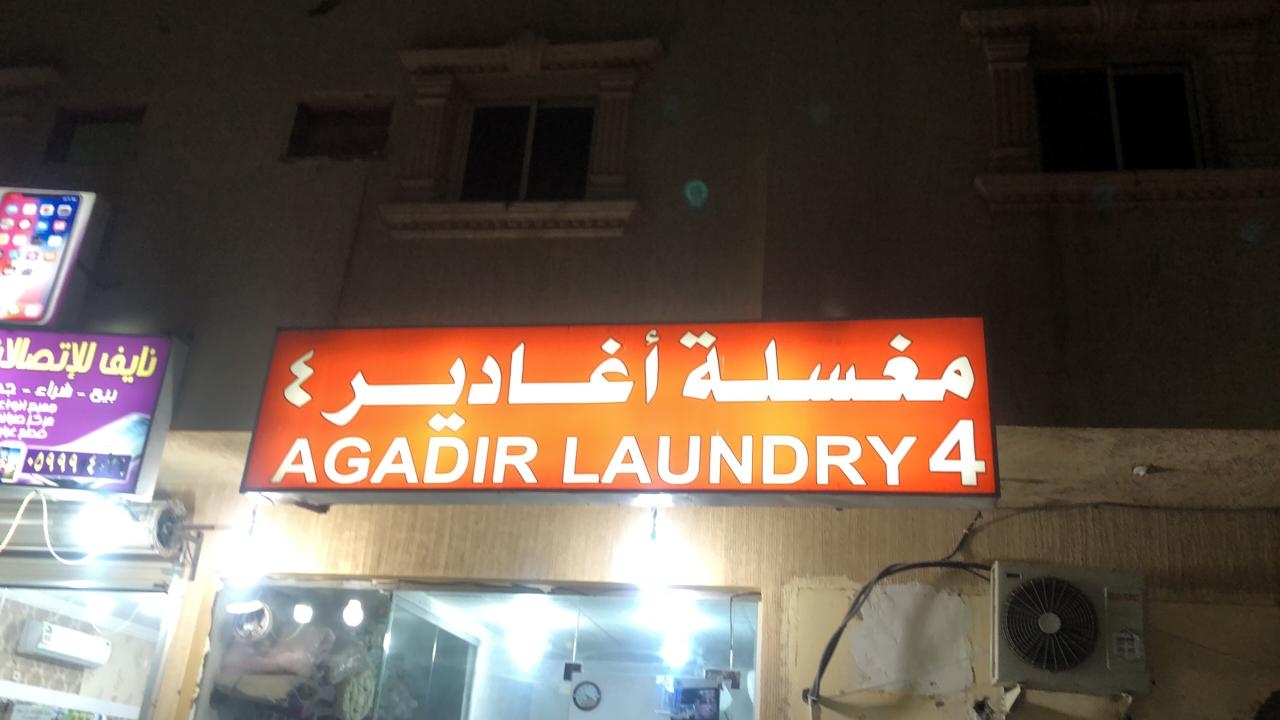 مغسلة أغادير ٤
AGADIR LAUNDRY 4
نايف للإتصالات
بيع - شراء -